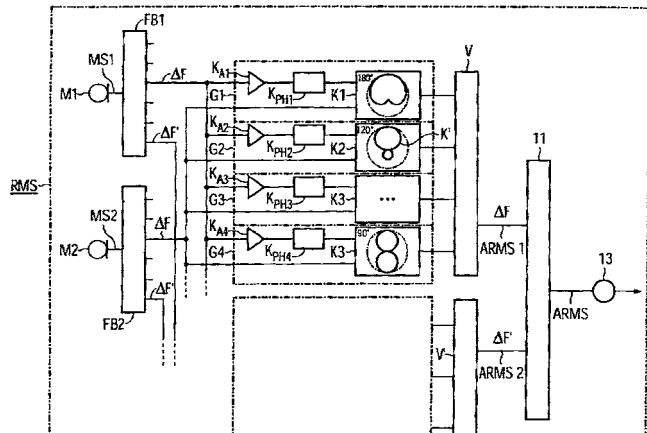 FB1
MS1
ΔF
M1
ΔF'
RMS
MS2
ΔF
M2
ΔF'
FB2
KA1
G1
KPH1
180°
K1
KA2
G2
KPH2
120°
K2
K'
KA3
G3
KPH3
K3
...
KA4
G4
KPH4
90°
K3
V
11
ΔF
ARMS 1
13
ARMS
V'
ΔF'
ARMS 2